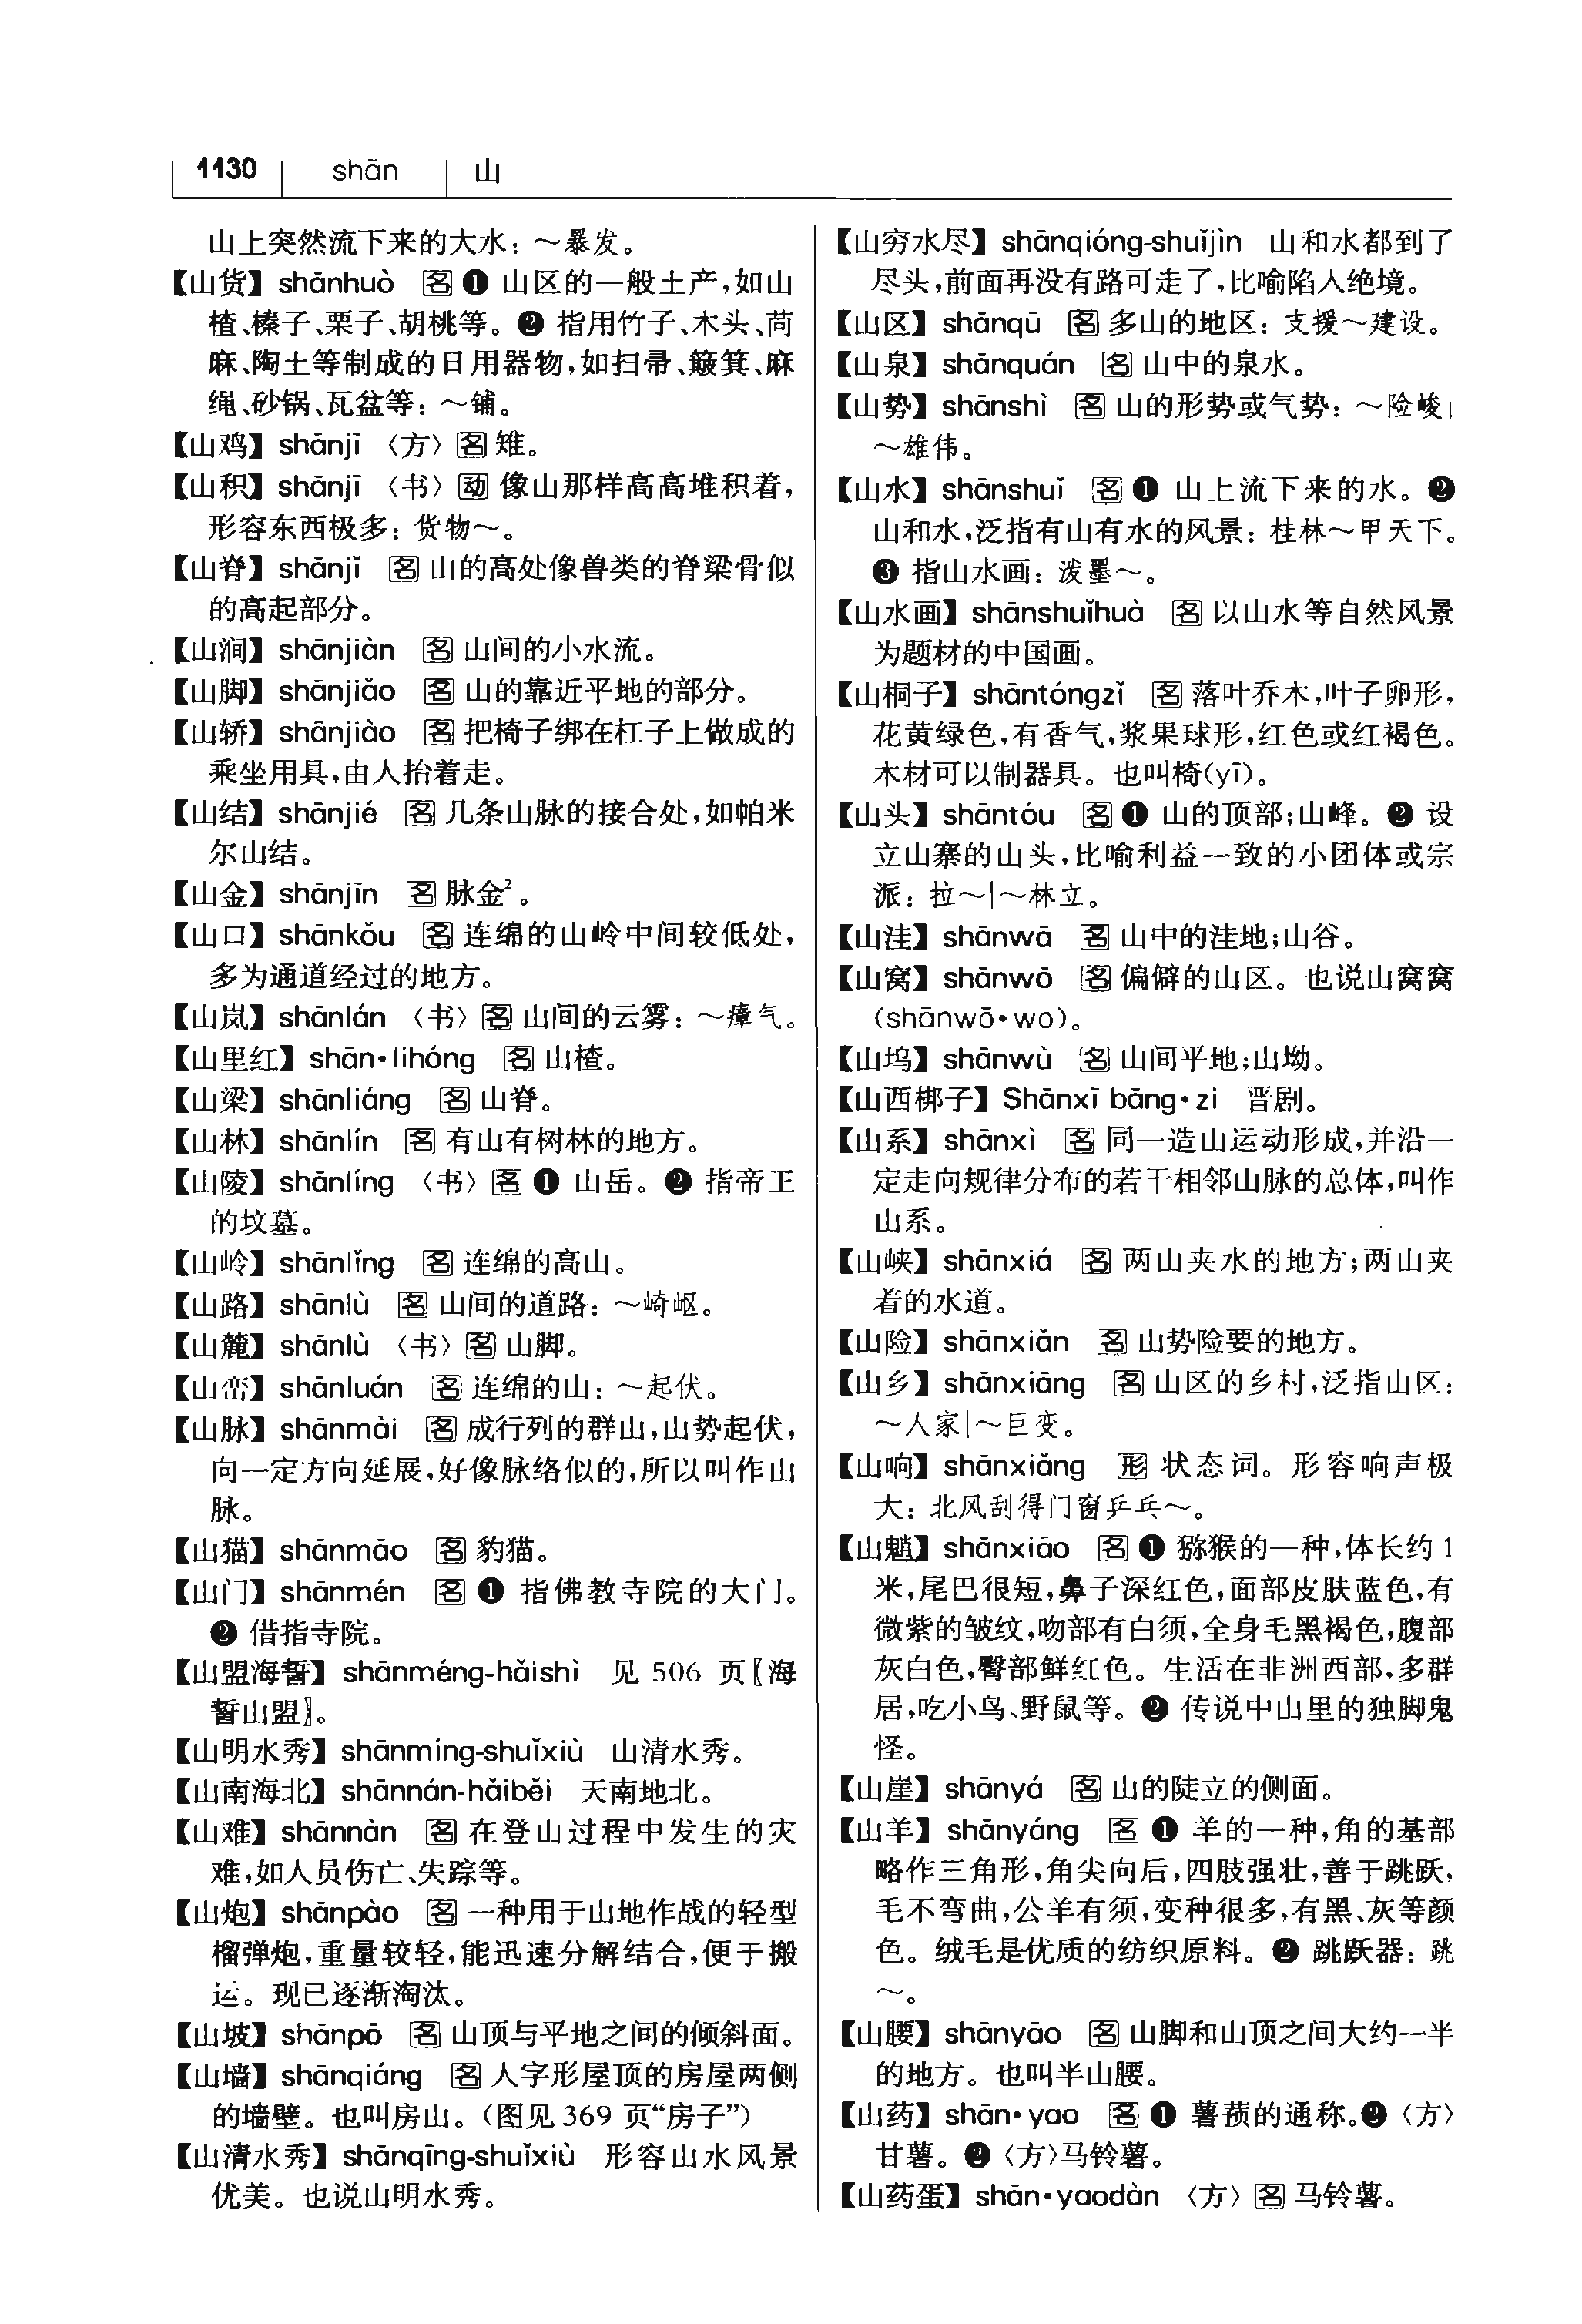 1130 shān 山
山上突然流下来的大水：～暴发。
【山货】shānhuò 名❶ 山区的一般土产，如山
楂、榛子、栗子、胡桃等。❷ 指用竹子、木头、苘
麻、陶土等制成的日用器物，如扫帚、簸箕、麻
绳、砂锅、瓦盆等：～铺。
【山鸡】shānjī 〈方〉名 雉。
【山积】shānjī 〈书〉动 像山那样高高堆积着，
形容东西极多：货物～。
【山脊】shānjǐ 名 山的高处像兽类的脊梁骨似
的高起部分。
【山涧】shānjiàn 名 山间的小水流。
【山脚】shānjiǎo 名 山的靠近平地的部分。
【山轿】shānjiào 名 把椅子绑在杠子上做成的
乘坐用具，由人抬着走。
【山结】shānjié 名 几条山脉的接合处，如帕米
尔山结。
【山金】shānjīn 名 脉金²。
【山口】shānkǒu 名 连绵的山岭中间较低处，
多为通道经过的地方。
【山岚】shānlán 〈书〉名 山间的云雾：～瘴气。
【山里红】shān·lihóng 名 山楂。
【山梁】shānliáng 名 山脊。
【山林】shānlín 名 有山有树林的地方。
【山陵】shānlíng 〈书〉名❶ 山岳。❷ 指帝王
的坟墓。
【山岭】shānlǐng 名 连绵的高山。
【山路】shānlù 名 山间的道路：～崎岖。
【山麓】shānlù 〈书〉名 山脚。
【山峦】shānluán 名 连绵的山：～起伏。
【山脉】shānmài 名 成行列的群山，山势起伏，
向一定方向延展，好像脉络似的，所以叫作山
脉。
【山猫】shānmāo 名 豹猫。
【山门】shānmén 名❶ 指佛教寺院的大门。
❷ 借指寺院。
【山盟海誓】shānméng-hǎishì 见 506 页〖海
誓山盟〗。
【山明水秀】shānmíng-shuǐxiù 山清水秀。
【山南海北】shānnán-hǎiběi 天南地北。
【山难】shānnàn 名 在登山过程中发生的灾
难，如人员伤亡、失踪等。
【山炮】shānpào 名 一种用于山地作战的轻型
榴弹炮，重量较轻，能迅速分解结合，便于搬
运。现已逐渐淘汰。
【山坡】shānpō 名 山顶与平地之间的倾斜面。
【山墙】shānqiáng 名 人字形屋顶的房屋两侧
的墙壁。也叫房山。（图见 369 页“房子”）
【山清水秀】shānqīng-shuǐxiù 形容山水风景
优美。也说山明水秀。
【山穷水尽】shānqióng-shuǐjìn 山和水都到了
尽头，前面再没有路可走了，比喻陷入绝境。
【山区】shānqū 名 多山的地区：支援～建设。
【山泉】shānquán 名 山中的泉水。
【山势】shānshì 名 山的形势或气势：～险峻|
～雄伟。
【山水】shānshuǐ 名❶ 山上流下来的水。❷
山和水，泛指有山有水的风景：桂林～甲天下。
❸ 指山水画：泼墨～。
【山水画】shānshuǐhuà 名 以山水等自然风景
为题材的中国画。
【山桐子】shāntóngzǐ 名 落叶乔木，叶子卵形，
花黄绿色，有香气，浆果球形，红色或红褐色。
木材可以制器具。也叫椅(yī)。
【山头】shāntóu 名❶ 山的顶部；山峰。❷ 设
立山寨的山头，比喻利益一致的小团体或宗
派：拉～|～林立。
【山洼】shānwā 名 山中的洼地；山谷。
【山窝】shānwō 名 偏僻的山区。也说山窝窝
(shānwō·wo)。
【山坞】shānwù 名 山间平地；山坳。
【山西梆子】Shānxī bāng·zi 晋剧。
【山系】shānxì 名 同一造山运动形成，并沿一
定走向规律分布的若干相邻山脉的总体，叫作
山系。
【山峡】shānxiá 名 两山夹水的地方；两山夹
着的水道。
【山险】shānxiǎn 名 山势险要的地方。
【山乡】shānxiāng 名 山区的乡村，泛指山区：
～人家|～巨变。
【山响】shānxiǎng 形 状态词。形容响声极
大：北风刮得门窗乒乓～。
【山魈】shānxiāo 名❶ 猕猴的一种，体长约 1
米，尾巴很短，鼻子深红色，面部皮肤蓝色，有
微紫的皱纹，吻部有白须，全身毛黑褐色，腹部
灰白色，臀部鲜红色。生活在非洲西部，多群
居，吃小鸟、野鼠等。❷ 传说中山里的独脚鬼
怪。
【山崖】shānyá 名 山的陡立的侧面。
【山羊】shānyáng 名❶ 羊的一种，角的基部
略作三角形，角尖向后，四肢强壮，善于跳跃，
毛不弯曲，公羊有须，变种很多，有黑、灰等颜
色。绒毛是优质的纺织原料。❷ 跳跃器：跳
～。
【山腰】shānyāo 名 山脚和山顶之间大约一半
的地方。也叫半山腰。
【山药】shān·yao 名❶ 薯蓣的通称。❷〈方〉
甘薯。❷〈方〉马铃薯。
【山药蛋】shān·yaodàn 〈方〉名 马铃薯。